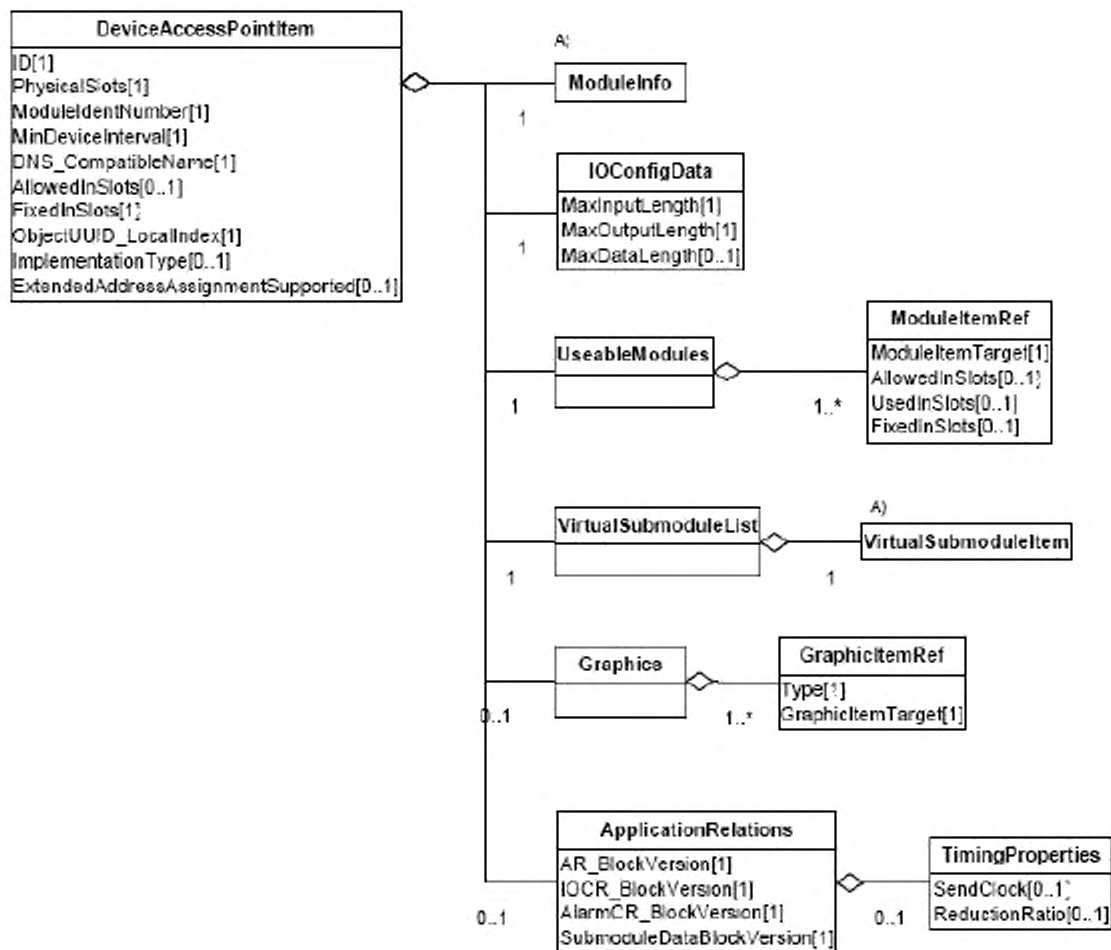 DeviceAccessPointItem
ID[1]
PhysicalSlots[1]
ModuleIdentNumber[1]
MinDeviceInterval[1]
DNS_CompatibleName[1]
AllowedInSlots[0..1]
FixedInSlots[1]
ObjectUUID_LocalIndex[1]
ImplementationType[0..1]
ExtendedAddressAssignmentSupported[0..1]
A)
ModuleInfo
1
IOConfigData
MaxInputLength[1]
MaxOutputLength[1]
MaxDataLength[0..1]
1
UseableModules
1
1..*
ModuleItemRef
ModuleItemTarget[1]
AllowedInSlots[0..1]
UsedInSlots[0..1]
FixedInSlots[0..1]
VirtualSubmoduleList
1
1
A)
VirtualSubmoduleItem
Graphics
0..1
1..*
GraphicItemRef
Type[1]
GraphicItemTarget[1]
ApplicationRelations
AR_BlockVersion[1]
IOCR_BlockVersion[1]
AlarmCR_BlockVersion[1]
SubmoduleDataBlockVersion[1]
0..1
0..1
TimingProperties
SendClock[0..1]
ReductionRatio[0..1]